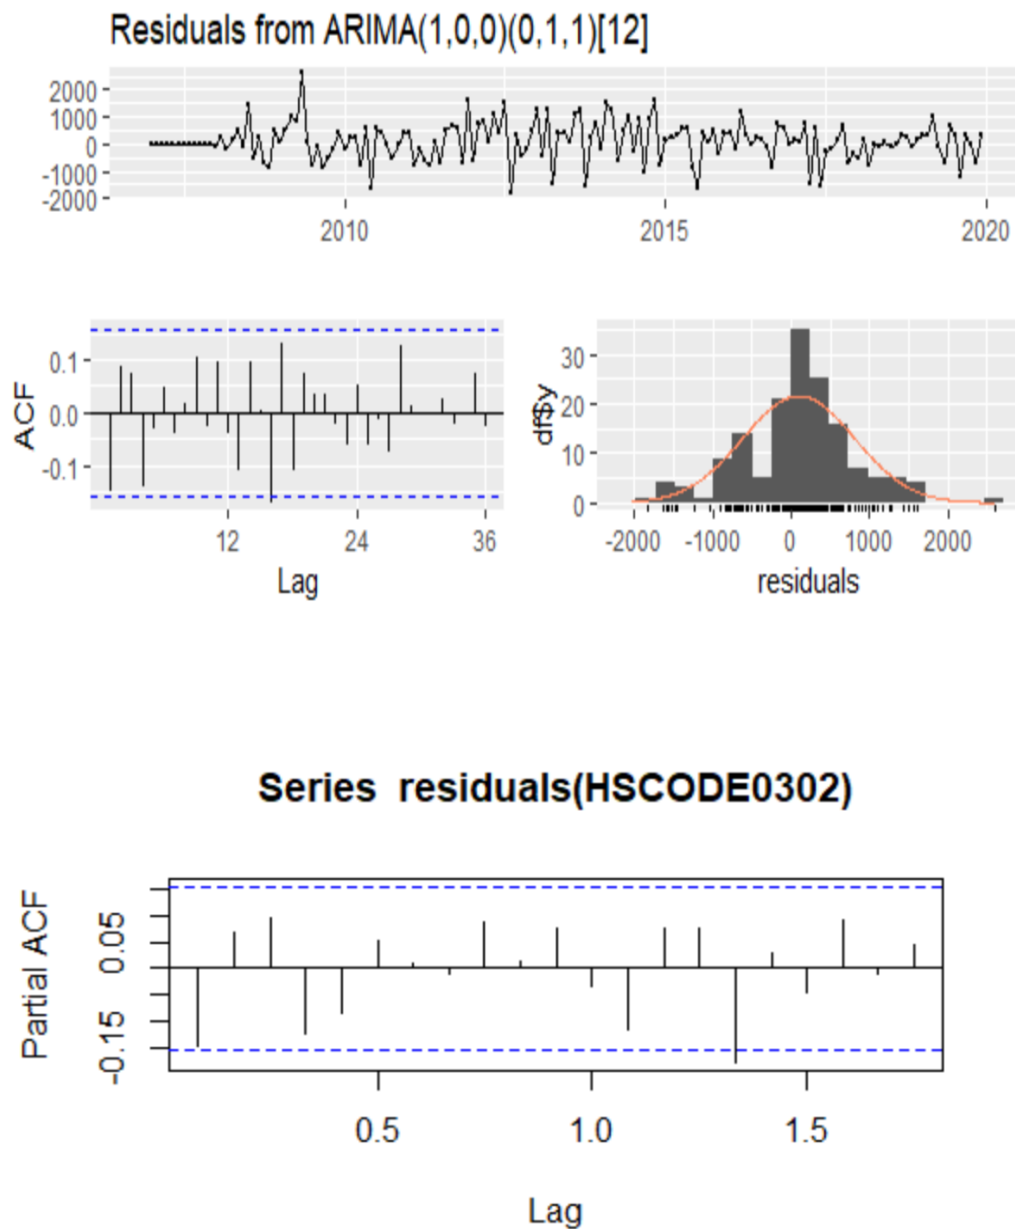 Residuals from ARIMA(1,0,0)(0,1,1)[12]
2000
1000
0
-1000
-2000
2010 2015 2020
ACF
0.1
0.0
-0.1
12 24 36
Lag
df$y
30
20
10
0
-2000 -1000 0 1000 2000
residuals
Series residuals(HSCODE0302)
Partial ACF
0.05
-0.15
0.5 1.0 1.5
Lag